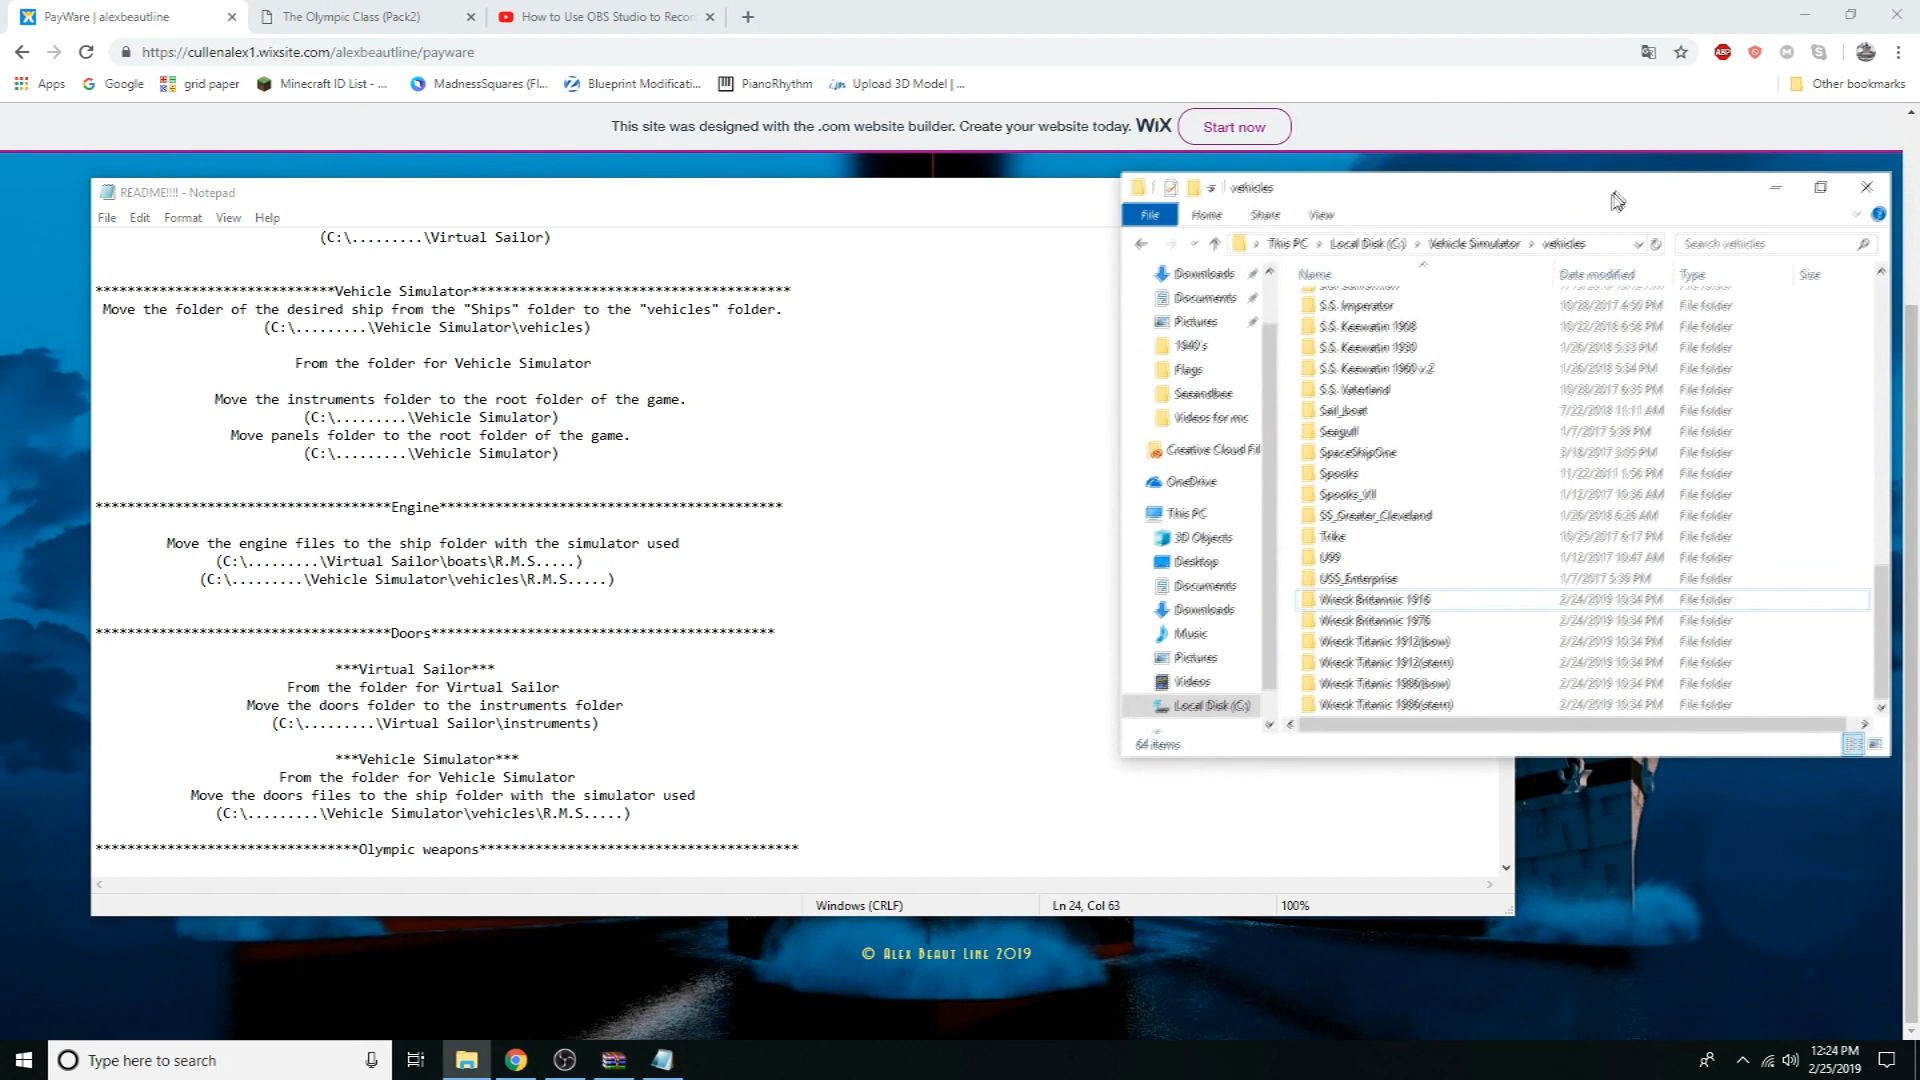 PayWare | alexbeautline
The Olympic Class (Pack2)
How to Use OBS Studio to Recor
https://cullenalex1.wixsite.com/alexbeautline/payware
ABP
Apps
Google
grid paper
Minecraft ID List - ...
MadnessSquares (Fl...
Blueprint Modificati...
PianoRhythm
Upload 3D Model | ...
Other bookmarks
This site was designed with the .com website builder. Create your website today. WiX
Start now
README!!!! - Notepad
File Edit Format View Help
(C:\.........\Virtual Sailor)
******************************Vehicle Simulator****************************************
Move the folder of the desired ship from the "Ships" folder to the "vehicles" folder.
(C:\.........\Vehicle Simulator\vehicles)
From the folder for Vehicle Simulator
Move the instruments folder to the root folder of the game.
(C:\.........\Vehicle Simulator)
Move panels folder to the root folder of the game.
(C:\.........\Vehicle Simulator)
*************************************Engine*******************************************
Move the engine files to the ship folder with the simulator used
(C:\.........\Virtual Sailor\boats\R.M.S.....)
(C:\.........\Vehicle Simulator\vehicles\R.M.S.....)
*************************************Doors*******************************************
***Virtual Sailor***
From the folder for Virtual Sailor
Move the doors folder to the instruments folder
(C:\.........\Virtual Sailor\instruments)
***Vehicle Simulator***
From the folder for Vehicle Simulator
Move the doors files to the ship folder with the simulator used
(C:\.........\Vehicle Simulator\vehicles\R.M.S.....)
*********************************Olympic weapons****************************************
Windows (CRLF)
Ln 24, Col 63
100%
vehicles
File Home Share View
This PC > Local Disk (C:) > Vehicle Simulator > vehicles
Search vehicles
Downloads
Documents
Pictures
1940's
Flags
Seeandbee
Videos for mc
Creative Cloud Fil
OneDrive
This PC
3D Objects
Desktop
Documents
Downloads
Music
Pictures
Videos
Local Disk (C:)
Name Date modified Type Size
S.S. Imperator 10/28/2017 4:50 PM File folder
S.S. Keewatin 1908 10/22/2018 6:58 PM File folder
S.S. Keewatin 1930 1/26/2018 5:33 PM File folder
S.S. Keewatin 1960 v.2 1/26/2018 5:34 PM File folder
S.S. Vaterland 10/28/2017 6:35 PM File folder
Sail_boat 7/22/2018 11:11 AM File folder
Seagull 1/7/2017 5:39 PM File folder
SpaceShipOne 3/18/2017 3:05 PM File folder
Spooks 11/22/2011 1:56 PM File folder
Spooks_VII 1/12/2017 10:36 AM File folder
SS_Greater_Cleveland 1/26/2018 6:26 AM File folder
Trike 10/25/2017 6:17 PM File folder
U99 1/12/2017 10:47 AM File folder
USS_Enterprise 1/7/2017 5:39 PM File folder
Wreck Britannic 1916 2/24/2019 10:34 PM File folder
Wreck Britannic 1976 2/24/2019 10:34 PM File folder
Wreck Titanic 1912(bow) 2/24/2019 10:34 PM File folder
Wreck Titanic 1912(stern) 2/24/2019 10:34 PM File folder
Wreck Titanic 1986(bow) 2/24/2019 10:34 PM File folder
Wreck Titanic 1986(stern) 2/24/2019 10:34 PM File folder
64 items
© Alex Beaut Line 2019
Type here to search
12:24 PM
2/25/2019